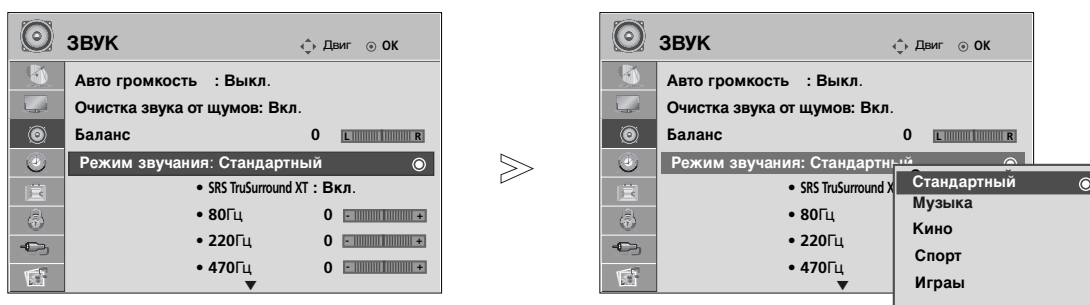 ЗВУК
Двиг OK
Авто громкость : Выкл.
Очистка звука от щумов: Вкл.
Баланс 0 L R
Режим звучания: Стандартный
• SRS TruSurround XT : Вкл.
• 80Гц 0 - +
• 220Гц 0 - +
• 470Гц 0 - +
ЗВУК
Двиг OK
Авто громкость : Выкл.
Очистка звука от щумов: Вкл.
Баланс 0 L R
Режим звучания: Стандартный
• SRS TruSurround X
• 80Гц
• 220Гц
• 470Гц
Стандартный
Музыка
Кино
Спорт
Играы